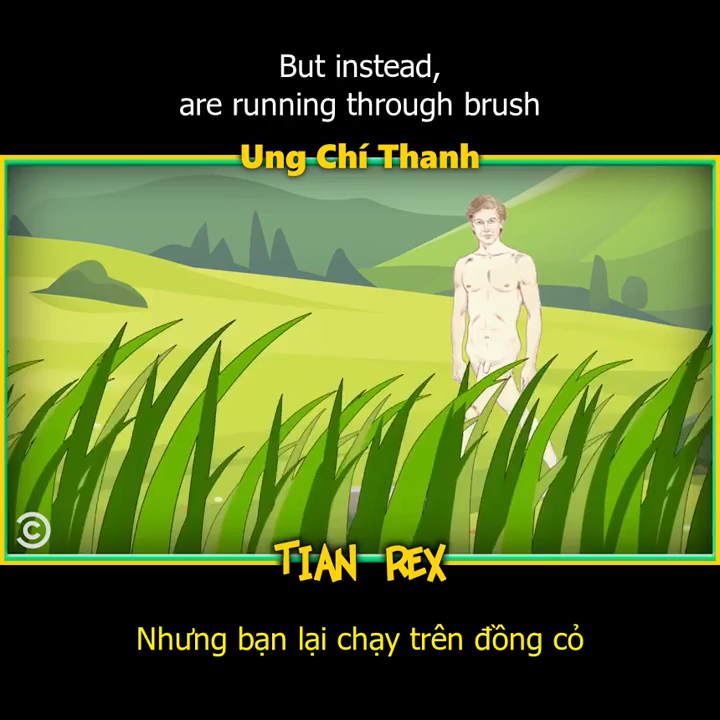 But instead,
are running through brush
Ung Chí Thanh
TIAN REX
Nhưng bạn lại chạy trên đồng cỏ